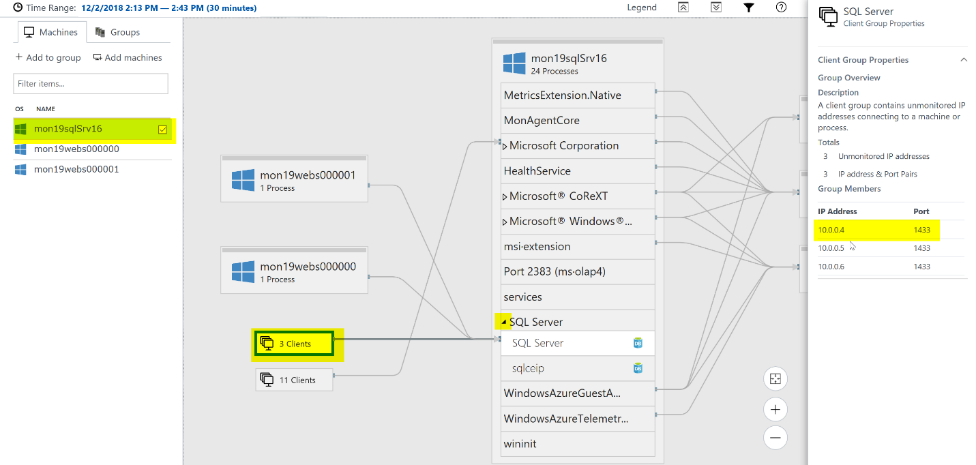 Time Range: 12/2/2018 2:13 PM — 2:43 PM (30 minutes)
Legend
Machines
Groups
+ Add to group
Add machines
Filter items...
OS NAME
mon19sqlSrv16
mon19webs000000
mon19webs000001
mon19webs000001
1 Process
mon19webs000000
1 Process
3 Clients
11 Clients
mon19sqlSrv16
24 Processes
MetricsExtension.Native
MonAgentCore
Microsoft Corporation
HealthService
Microsoft® CoReXT
Microsoft® Windows®...
msi-extension
Port 2383 (ms-olap4)
services
SQL Server
SQL Server
sqlceip
WindowsAzureGuestA...
WindowsAzureTelemetr...
wininit
SQL Server
Client Group Properties
Client Group Properties
Group Overview
Description
A client group contains unmonitored IP
addresses connecting to a machine or
process.
Totals
3 Unmonitored IP addresses
3 IP address & Port Pairs
Group Members
IP Address Port
10.0.0.4 1433
10.0.0.5 1433
10.0.0.6 1433